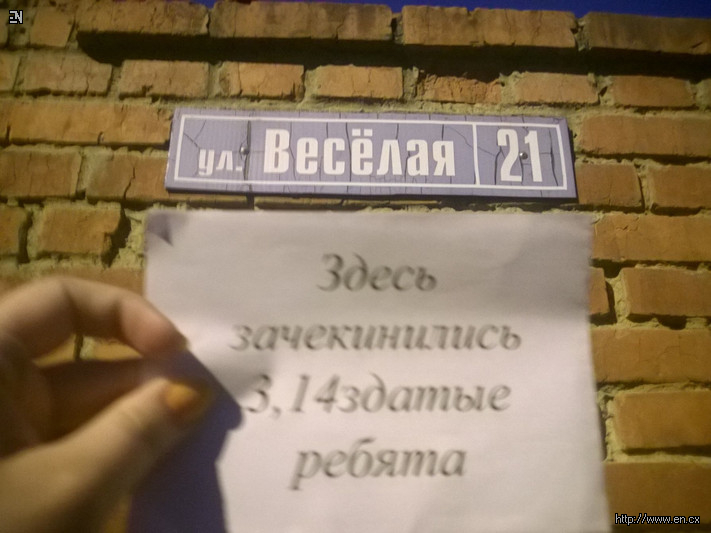 EN
ул. Весёлая 21
Здесь
зачекинились
3,14здатые
ребята
http://www.en.cx